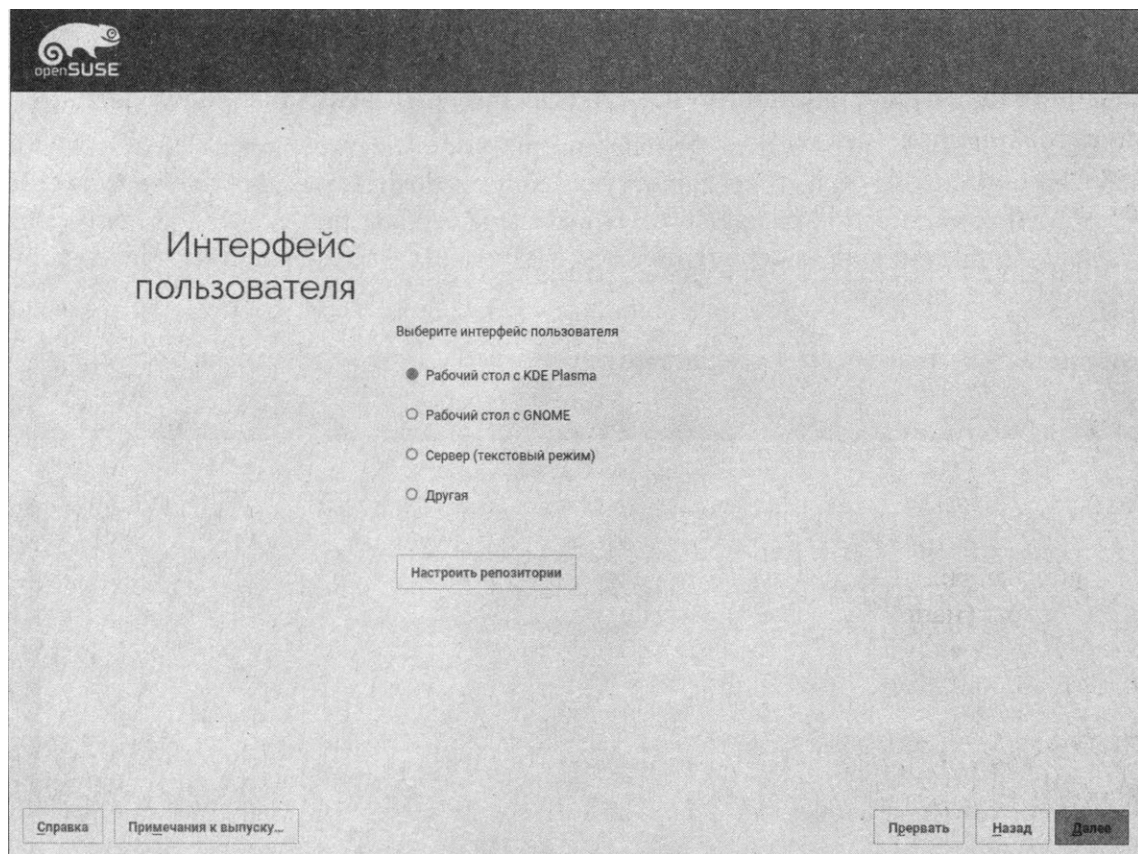 openSUSE
Интерфейс
пользователя
Выберите интерфейс пользователя
Рабочий стол с KDE Plasma
Рабочий стол с GNOME
Сервер (текстовый режим)
Другая
Настроить репозитории
Справка
Примечания к выпуску...
Прервать
Назад
Далее